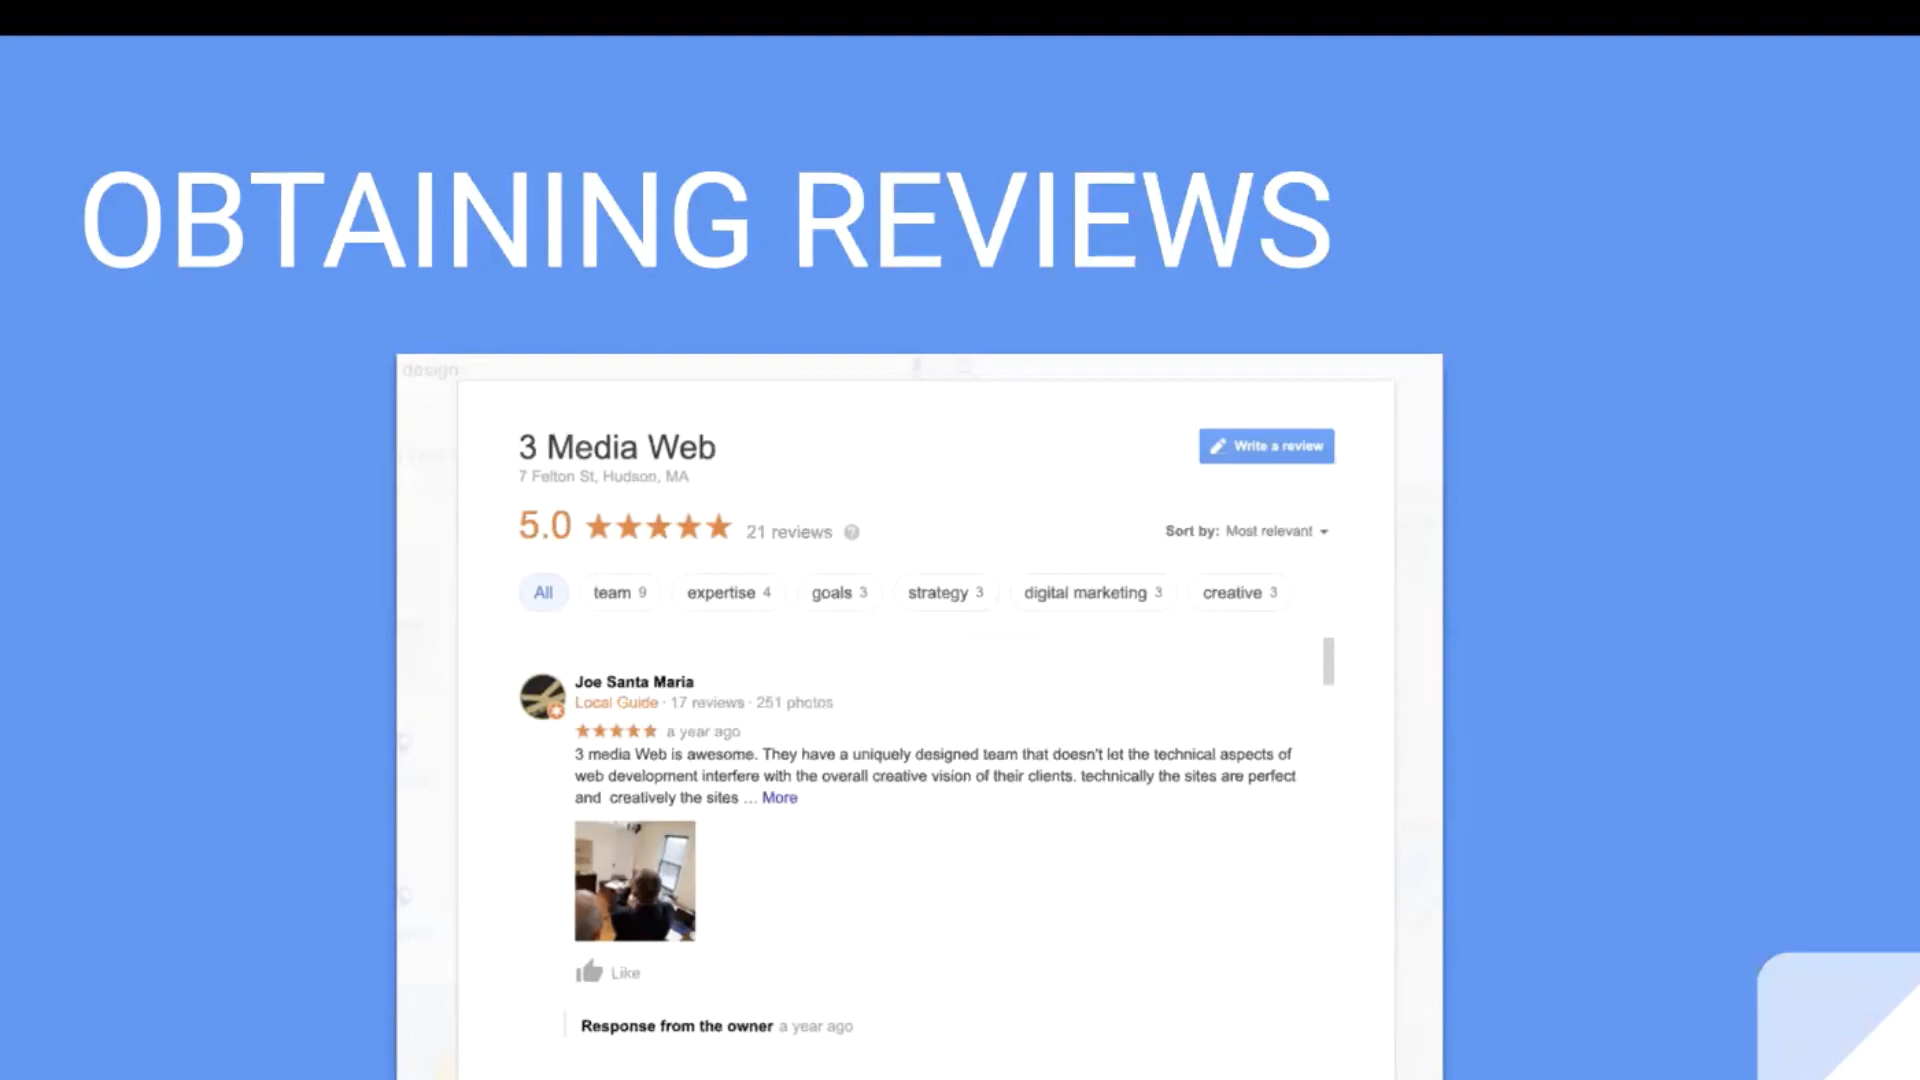 OBTAINING REVIEWS
design
3 Media Web
Write a review
7 Felton St, Hudson, MA
5.0 21 reviews ?
Sort by: Most relevant
All team 9 expertise 4 goals 3 strategy 3 digital marketing 3 creative 3
Joe Santa Maria
Local Guide · 17 reviews · 251 photos
a year ago
3 media Web is awesome. They have a uniquely designed team that doesn't let the technical aspects of
web development interfere with the overall creative vision of their clients. technically the sites are perfect
and creatively the sites ... More
Like
Response from the owner a year ago